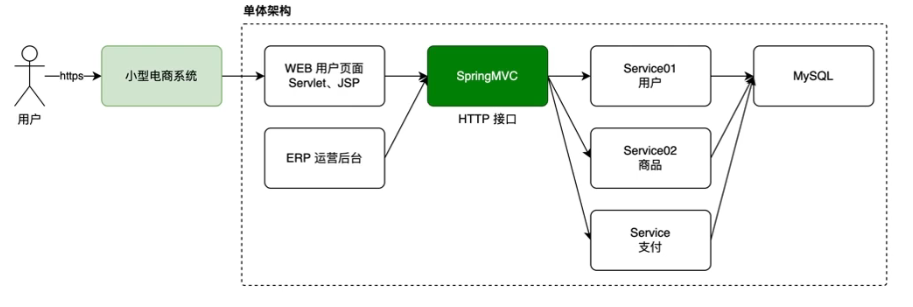 单体架构
用户
https
小型电商系统
WEB 用户页面
Servlet、JSP
ERP 运营后台
SpringMVC
HTTP 接口
Service01
用户
Service02
商品
Service
支付
MySQL